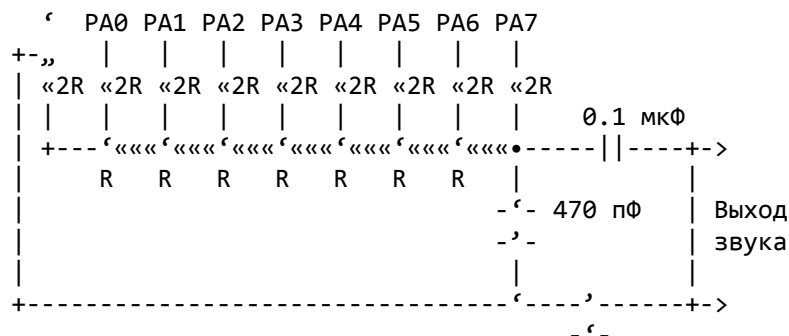 ‘ PA0 PA1 PA2 PA3 PA4 PA5 PA6 PA7
+-„ | | | | | | | |
| «2R «2R «2R «2R «2R «2R «2R «2R «2R
| | | | | | | | | | 0.1 мкФ
| +---‘«««‘«««‘«««‘«««‘«««‘«««‘«««•-----||----+->
| R R R R R R R | |
| -‘- 470 пФ | Выход
| -’- | звука
| | |
+----------------------------------‘----’------+->
-‘-